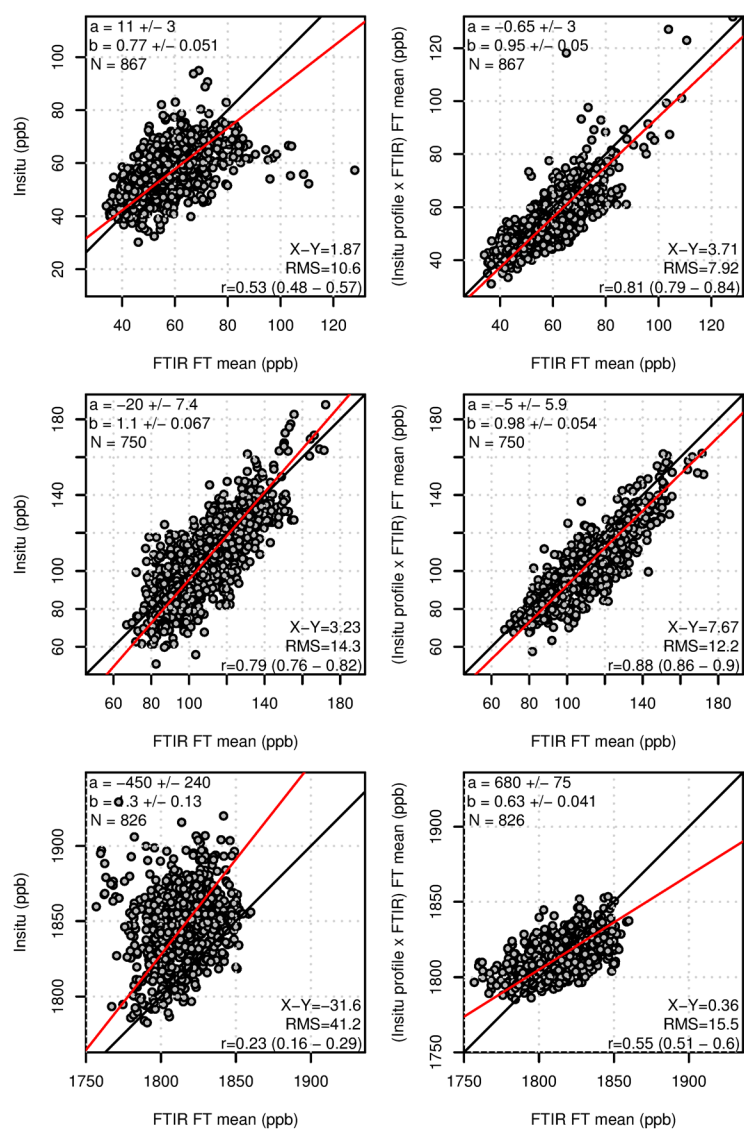 a = 11 +/− 3
b = 0.77 +/− 0.051
N = 867
X−Y=1.87
RMS=10.6
r=0.53 (0.48 − 0.57)
Insitu (ppb)
20
40
60
80
100
40
60
80
100
120
FTIR FT mean (ppb)
a = −0.65 +/− 3
b = 0.95 +/− 0.05
N = 867
X−Y=3.71
RMS=7.92
r=0.81 (0.79 − 0.84)
(Insitu profile x FTIR) FT mean (ppb)
40
60
80
100
120
40
60
80
100
120
FTIR FT mean (ppb)
a = −20 +/− 7.4
b = 1.1 +/− 0.067
N = 750
X−Y=3.23
RMS=14.3
r=0.79 (0.76 − 0.82)
Insitu (ppb)
60
80
100
140
180
60
80
100
140
180
FTIR FT mean (ppb)
a = −5 +/− 5.9
b = 0.98 +/− 0.054
N = 750
X−Y=7.67
RMS=12.2
r=0.88 (0.86 − 0.9)
(Insitu profile x FTIR) FT mean (ppb)
60
80
100
140
180
60
80
100
140
180
FTIR FT mean (ppb)
a = −450 +/− 240
b = .3 +/− 0.13
N = 826
X−Y=−31.6
RMS=41.2
r=0.23 (0.16 − 0.29)
Insitu (ppb)
1800
1850
1900
1750
1800
1850
1900
FTIR FT mean (ppb)
a = 680 +/− 75
b = 0.63 +/− 0.041
N = 826
X−Y=0.36
RMS=15.5
r=0.55 (0.51 − 0.6)
(Insitu profile x FTIR) FT mean (ppb)
1750
1800
1850
1900
1750
1800
1850
1900
FTIR FT mean (ppb)